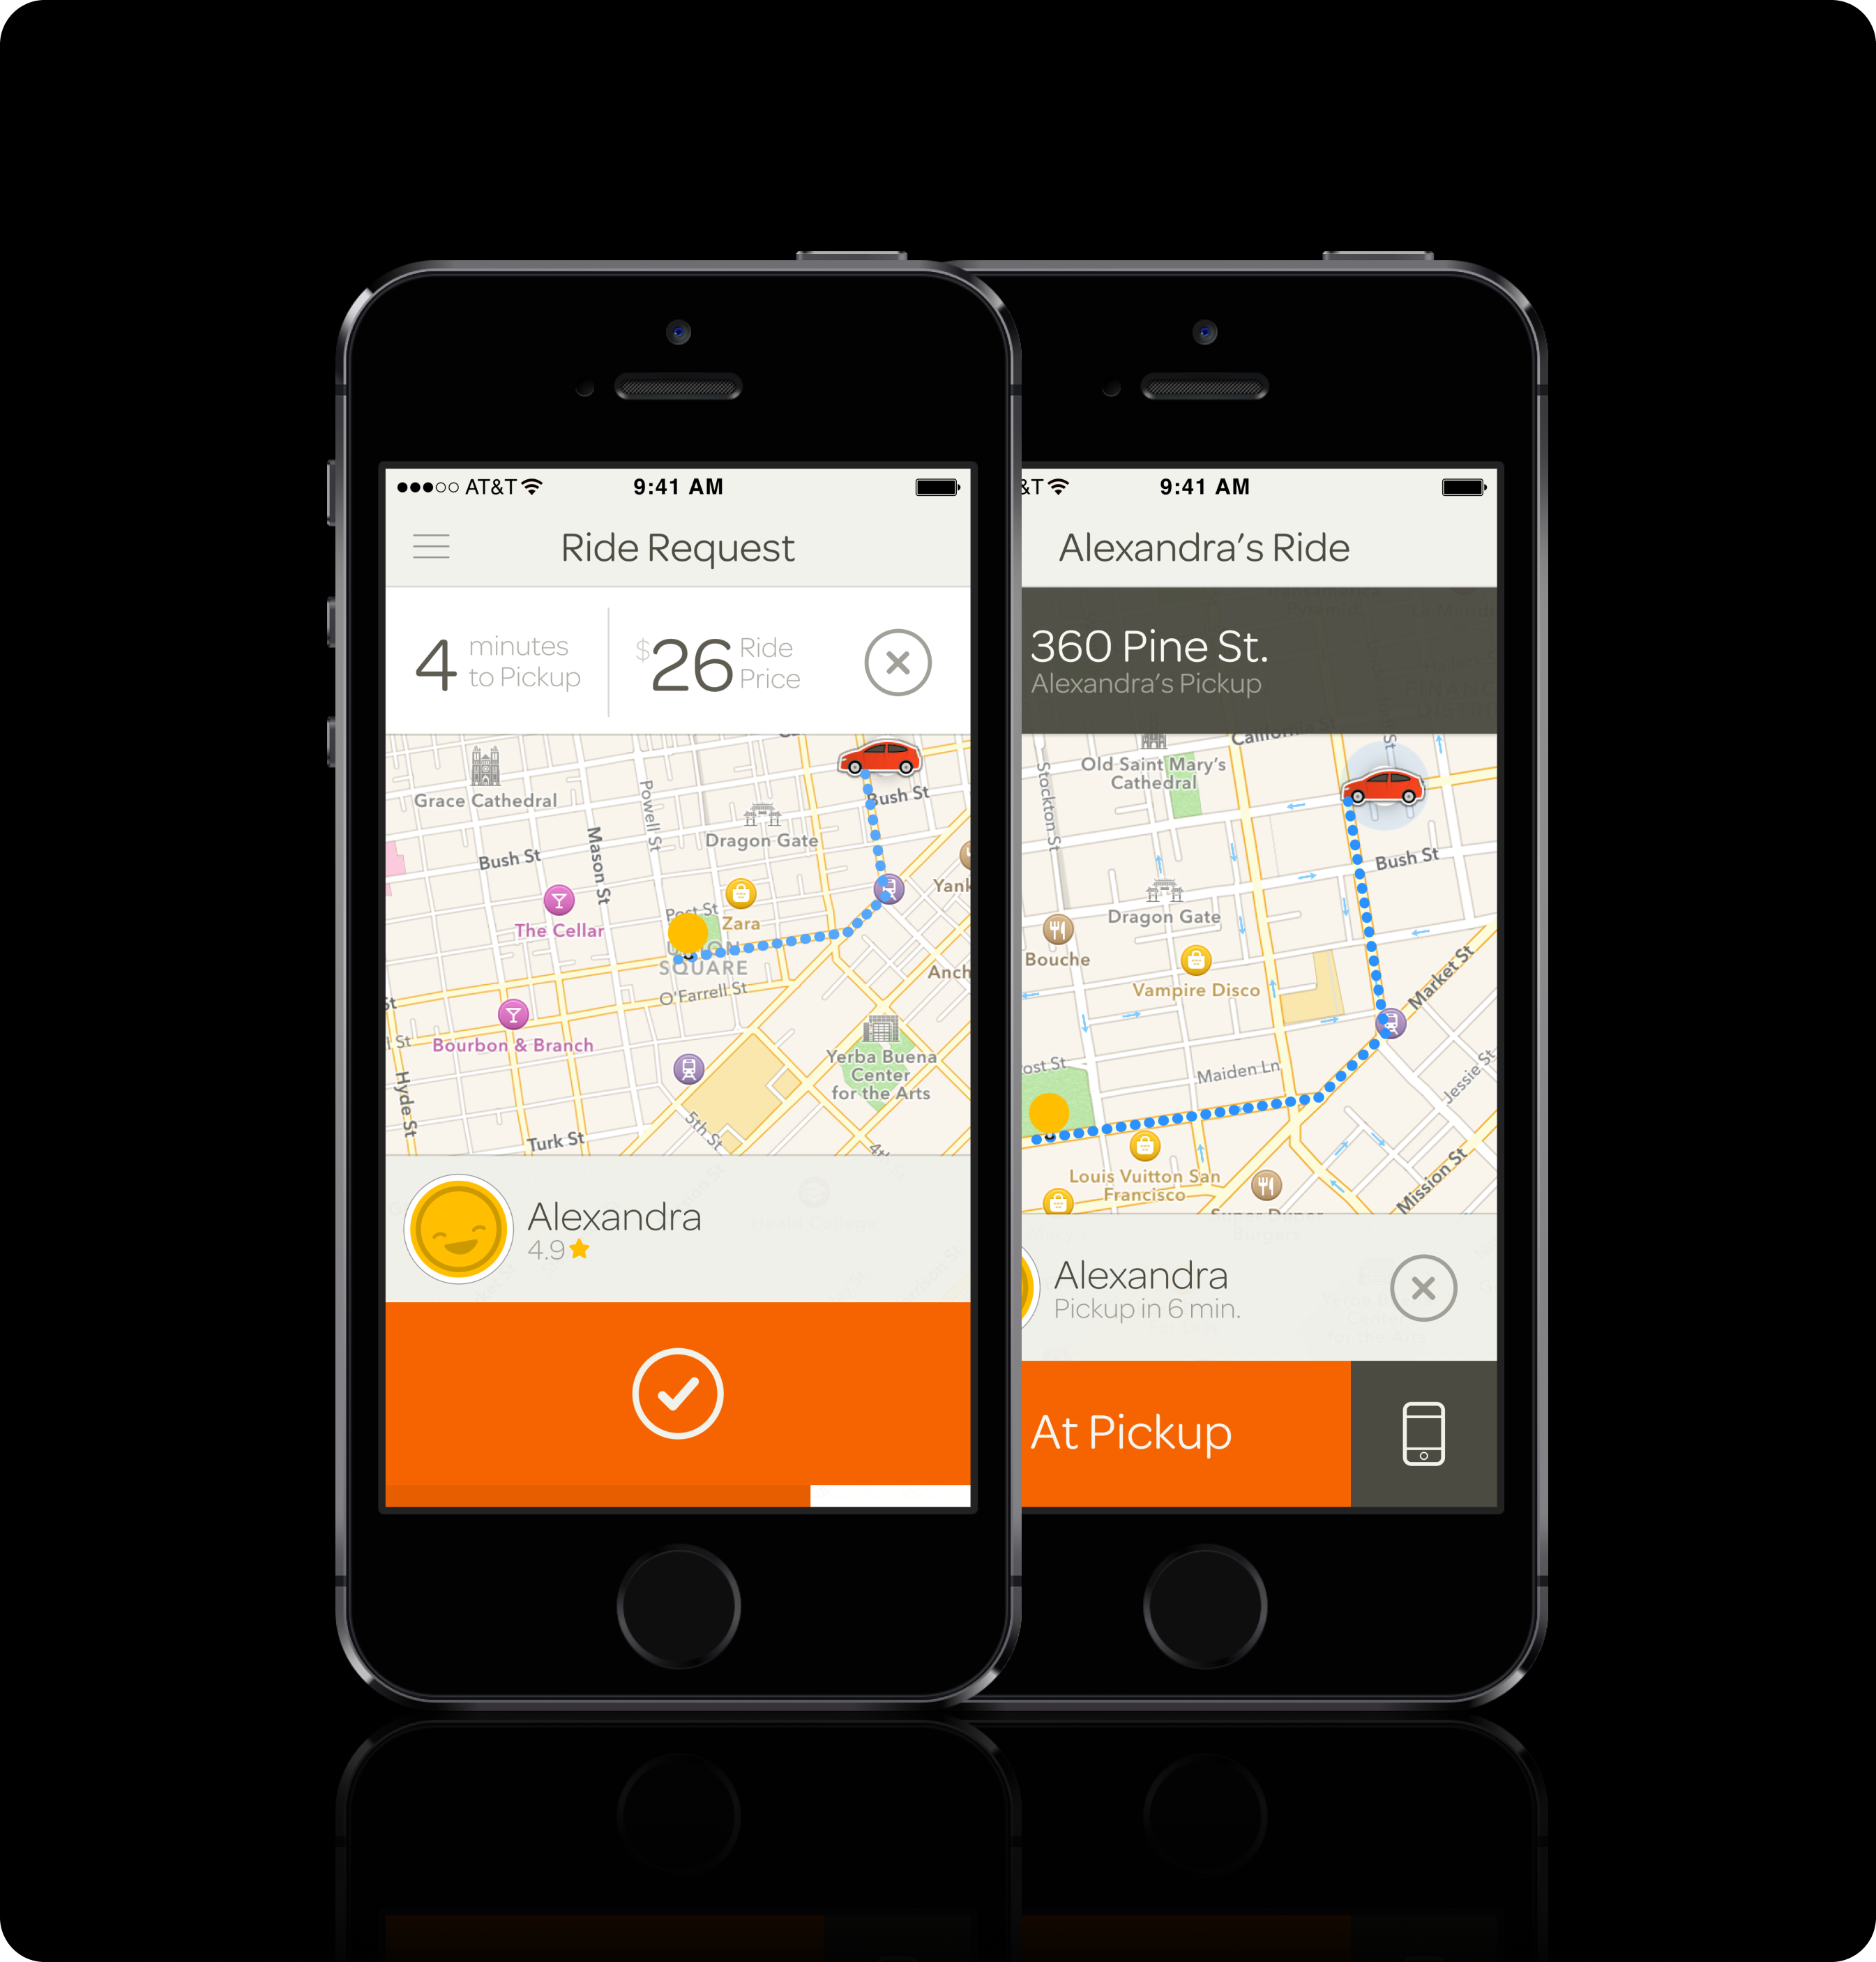 AT&T
9:41 AM
Ride Request
4
minutes
to Pickup
$26
Ride
Price
Grace Cathedral
Powell St
Mason St
Bush St
Dragon Gate
Bush St
The Cellar
Post St
Zara
Yank
UNION
SQUARE
O'Farrell St
Anch
Bourbon & Branch
Hyde St
Yerba Buena
Center
for the Arts
Turk St
5th St
Alexandra
4.9
&T
9:41 AM
Alexandra's Ride
360 Pine St.
Alexandra's Pickup
California St
Old Saint Mary's
Cathedral
Stockton St
Bush St
Dragon Gate
Bouche
Vampire Disco
Market St
ost St
Maiden Ln
Jessie St
Louis Vuitton San
Francisco
Mission St
Super Duper
Burgers
Alexandra
Pickup in 6 min.
At Pickup